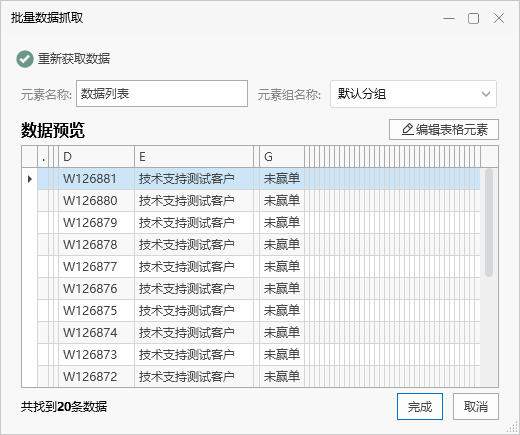 批量数据抓取
重新获取数据
元素名称: 数据列表 元素组名称: 默认分组
数据预览 编辑表格元素
. D E G
W126881 技术支持测试客户 未赢单
W126880 技术支持测试客户 未赢单
W126879 技术支持测试客户 未赢单
W126878 技术支持测试客户 未赢单
W126877 技术支持测试客户 未赢单
W126876 技术支持测试客户 未赢单
W126875 技术支持测试客户 未赢单
W126874 技术支持测试客户 未赢单
W126873 技术支持测试客户 未赢单
W126872 技术支持测试客户 未赢单
共找到20条数据 完成 取消